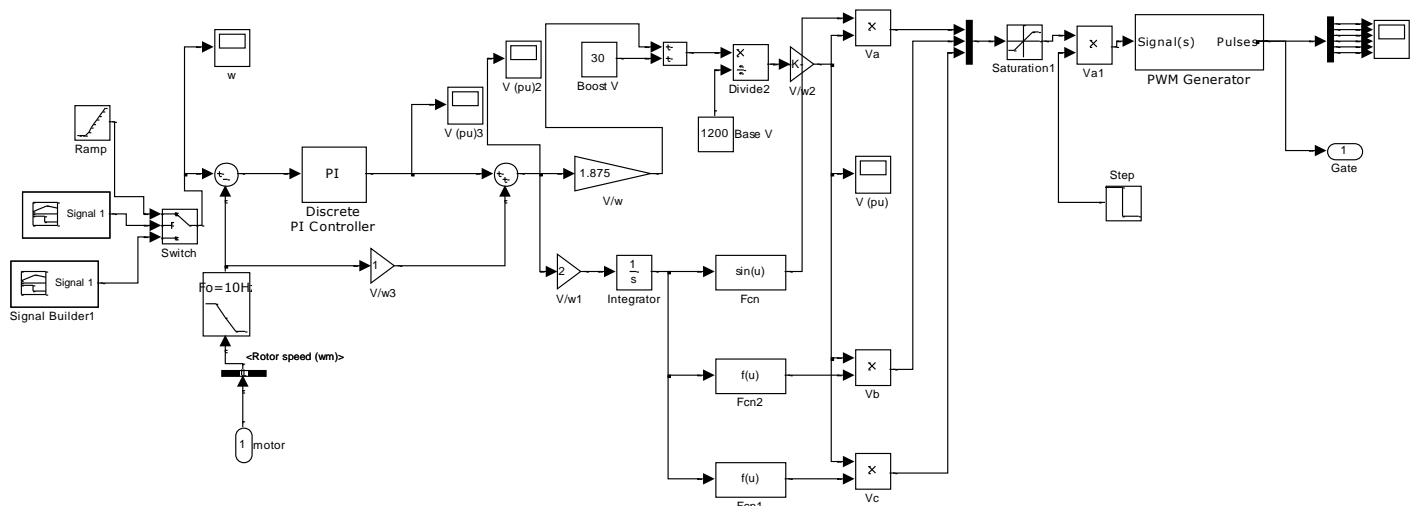 w
Ramp
Signal 1
Signal 1
Signal Builder1
Switch
Fo=10H
<Rotor speed (wm)>
1
motor
PI
Discrete
PI Controller
V (pu)3
V (pu)2
1
V/w3
1.875
V/w
2
V/w1
30
Boost V
1200
Base V
Divide2
K
V/w2
1
s
Integrator
sin(u)
Fcn
f(u)
Fcn2
f(u)
Fcn1
Va
V (pu)
Vb
Vc
Saturation1
Va1
Step
Signal(s) Pulses
PWM Generator
1
Gate